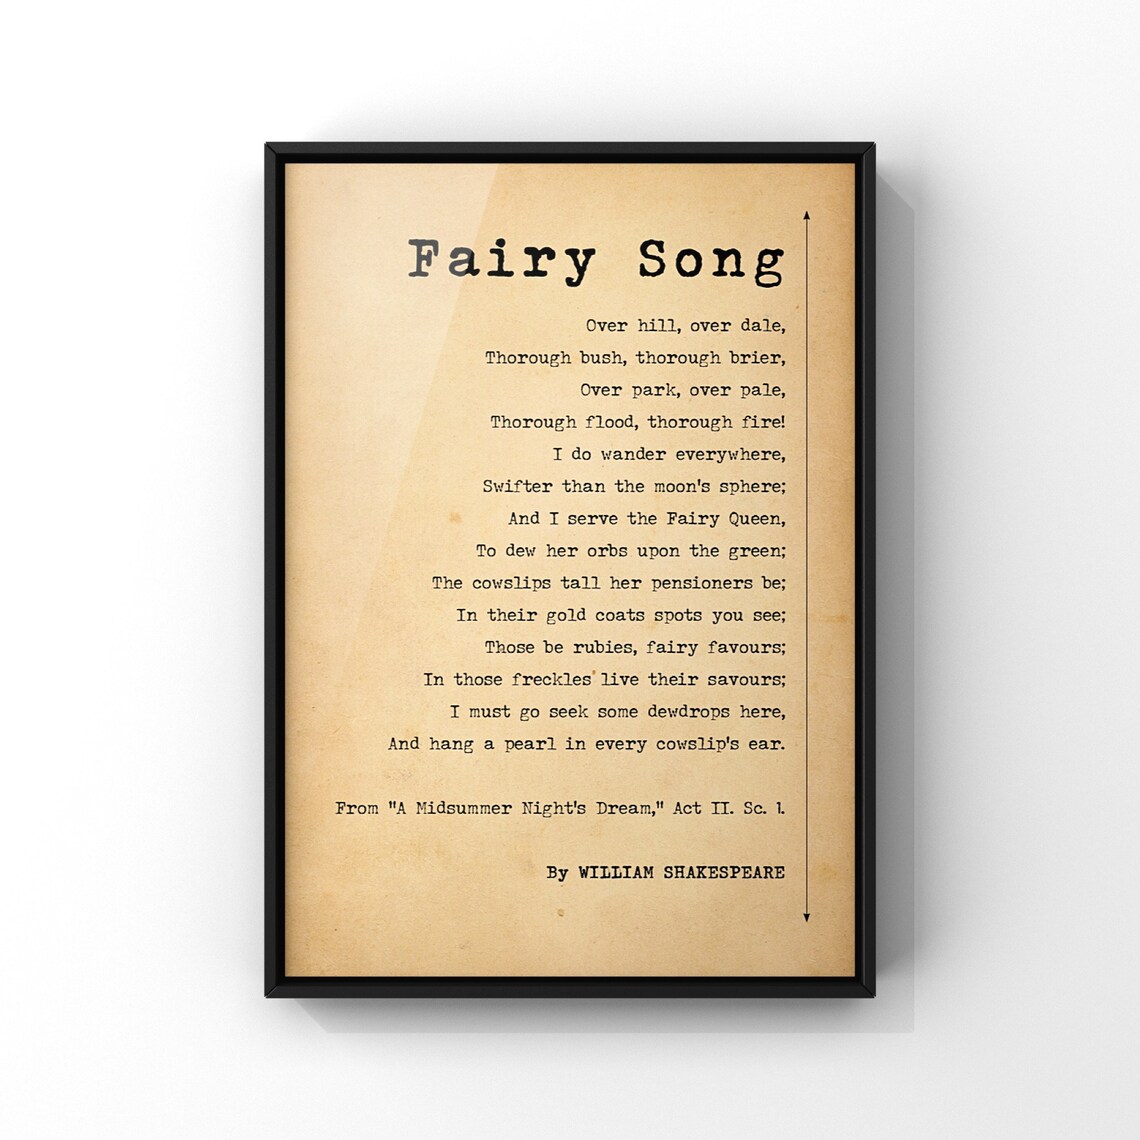 Fairy Song
Over hill, over dale,
Thorough bush, thorough brier,
Over park, over pale,
Thorough flood, thorough fire!
I do wander everywhere,
Swifter than the moon's sphere;
And I serve the Fairy Queen,
To dew her orbs upon the green;
The cowslips tall her pensioners be;
In their gold coats spots you see;
Those be rubies, fairy favours;
In those freckles live their savours;
I must go seek some dewdrops here,
And hang a pearl in every cowslip's ear.
From "A Midsummer Night's Dream," Act II. Sc. 1.
By WILLIAM SHAKESPEARE